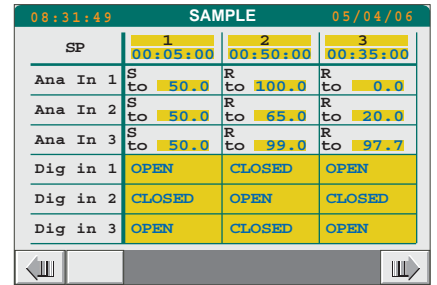 08:31:49 SAMPLE 05/04/06
SP 1 2 3
00:05:00 00:50:00 00:35:00
Ana In 1 S to 50.0 R to 100.0 R to 0.0
Ana In 2 S to 50.0 R to 65.0 R to 20.0
Ana In 3 S to 50.0 R to 99.0 R to 97.7
Dig in 1 OPEN CLOSED OPEN
Dig in 2 CLOSED OPEN CLOSED
Dig in 3 OPEN CLOSED OPEN